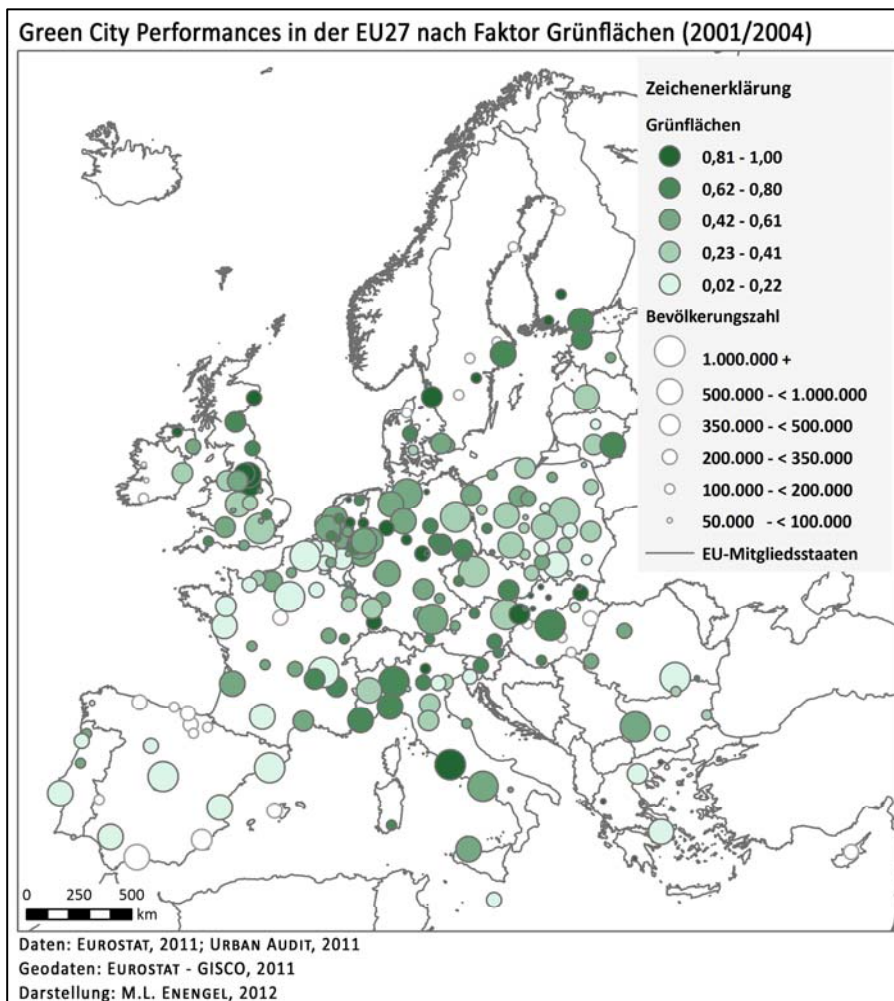 Green City Performances in der EU27 nach Faktor Grünflächen (2001/2004)
Zeichenerklärung
Grünflächen
0,81 - 1,00
0,62 - 0,80
0,42 - 0,61
0,23 - 0,41
0,02 - 0,22
Bevölkerungszahl
1.000.000 +
500.000 - < 1.000.000
350.000 - < 500.000
200.000 - < 350.000
100.000 - < 200.000
50.000 - < 100.000
EU-Mitgliedsstaaten
0 250 500
km
Daten: EUROSTAT, 2011; URBAN AUDIT, 2011
Geodaten: EUROSTAT - GISCO, 2011
Darstellung: M.L. ENENGEL, 2012